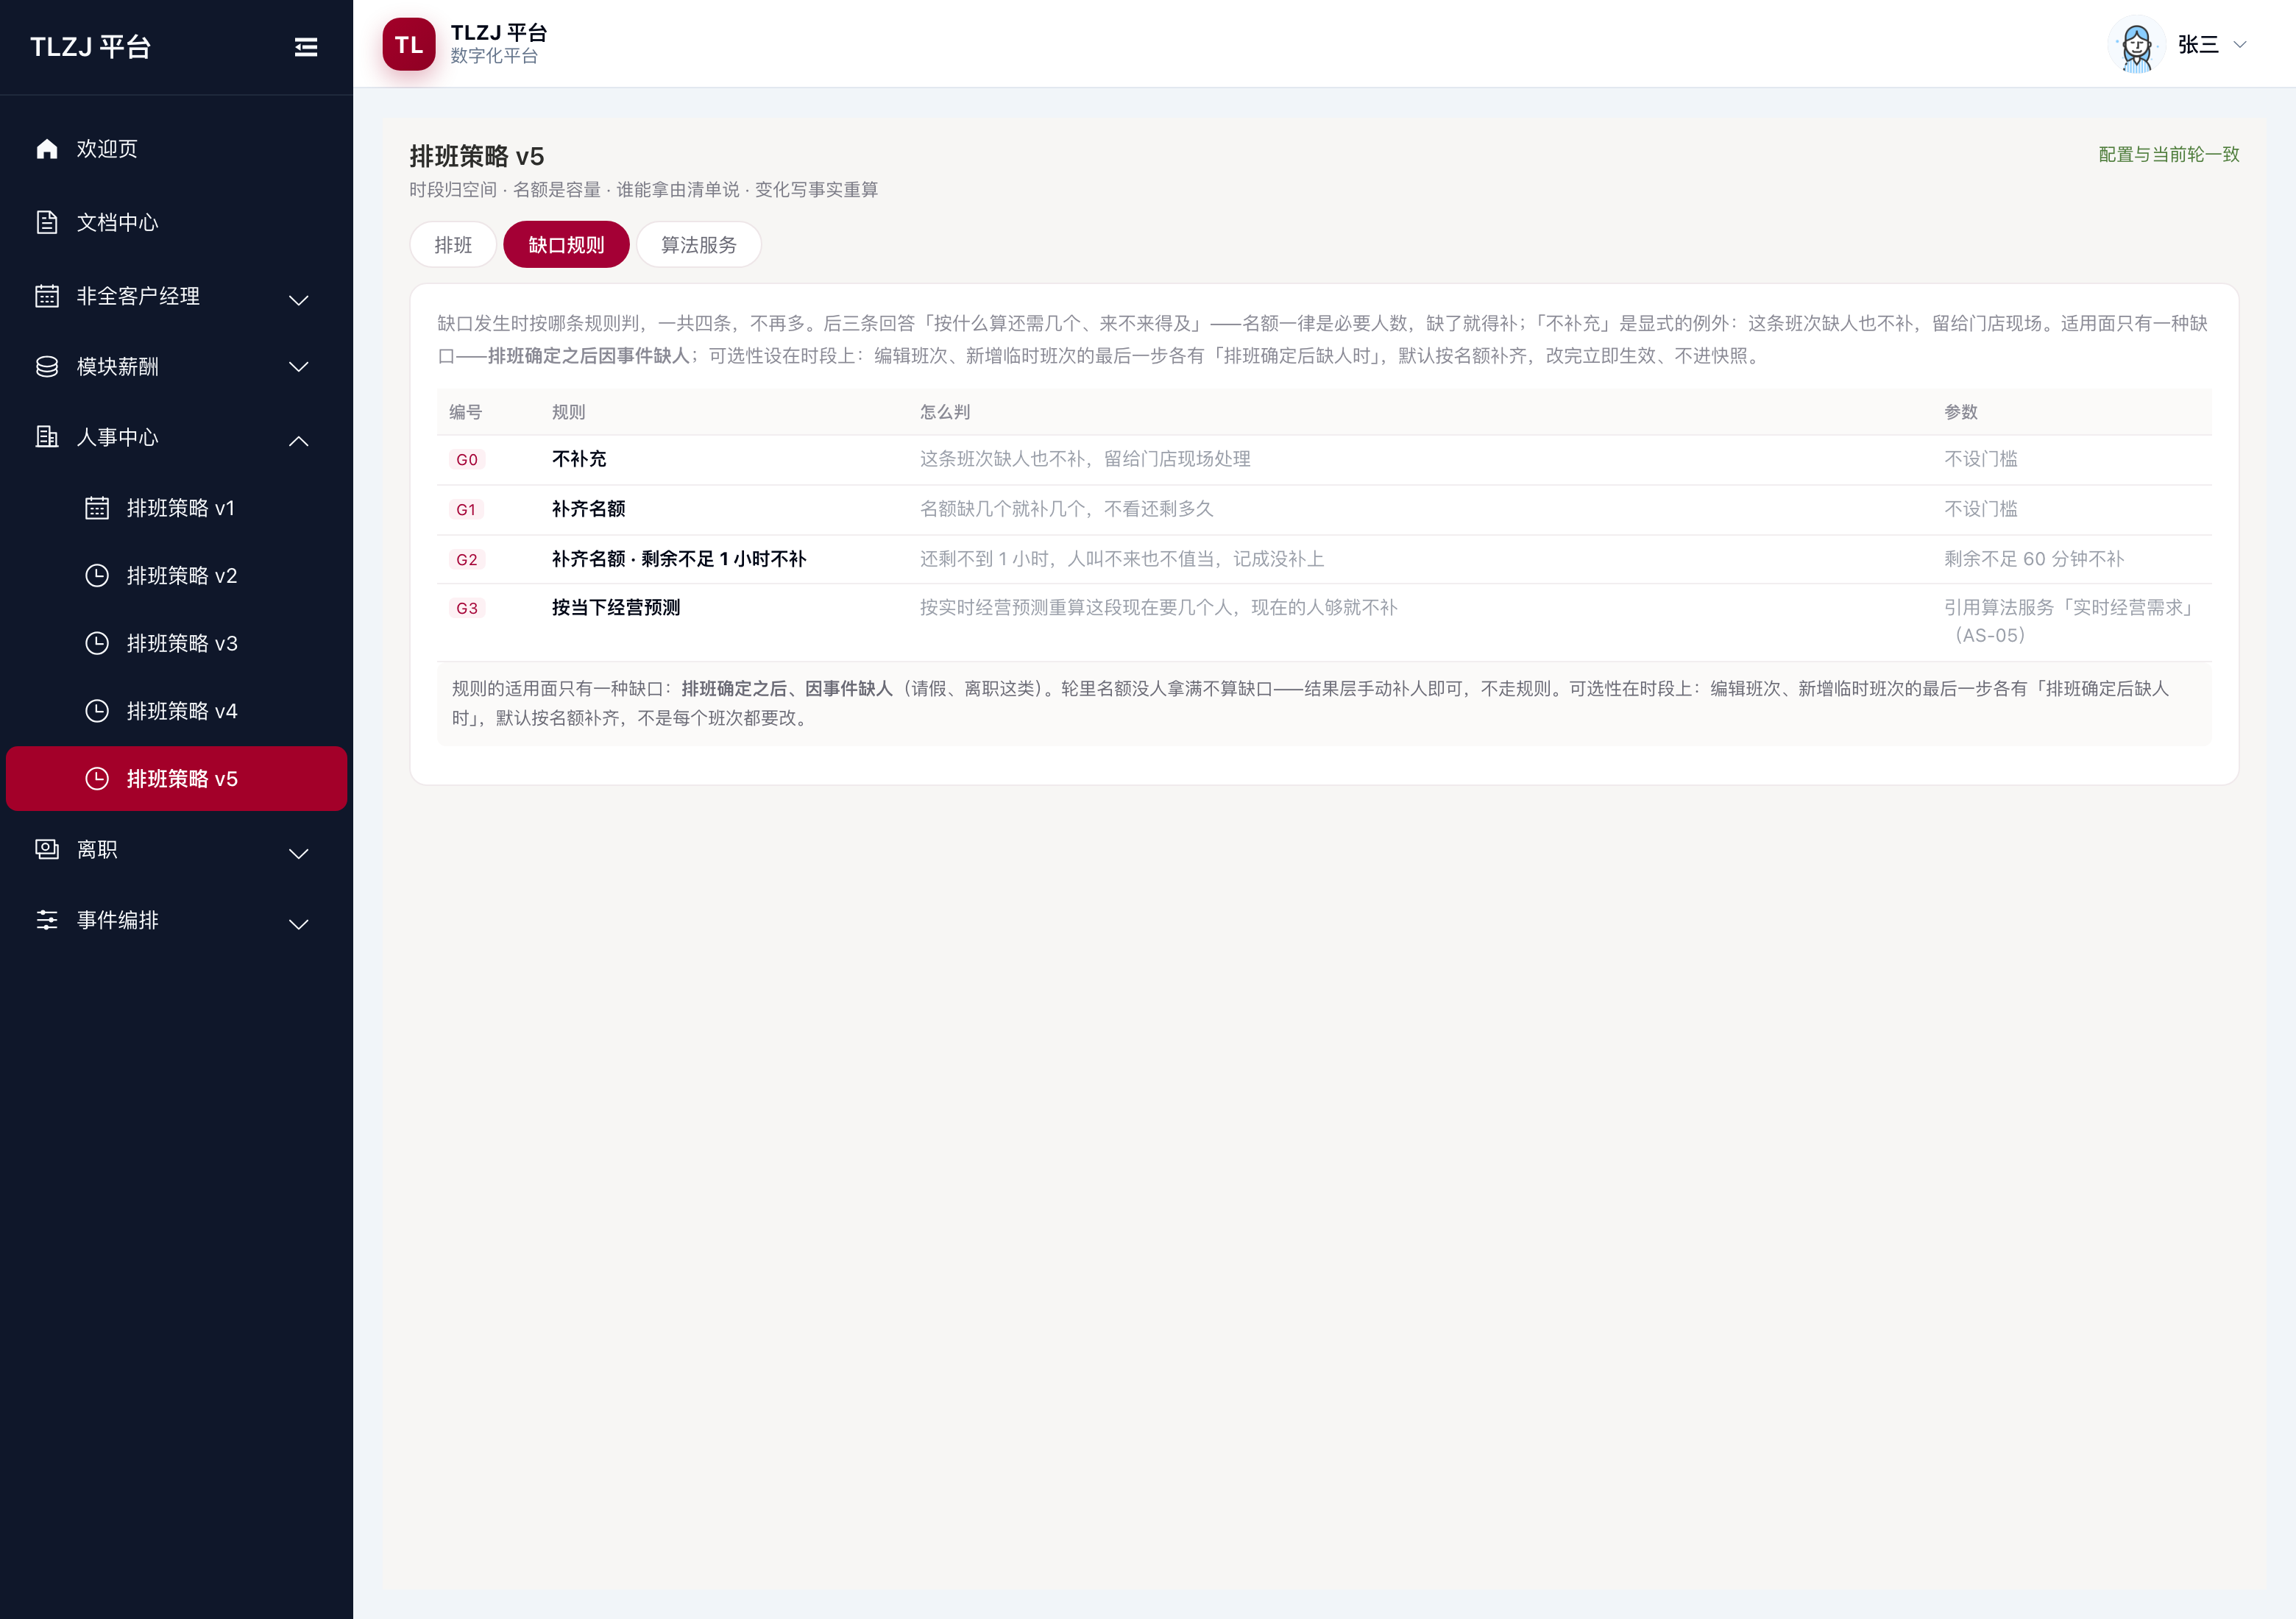 TLZJ 平台
欢迎页
文档中心
非全客户经理
模块薪酬
人事中心
排班策略 v1
排班策略 v2
排班策略 v3
排班策略 v4
排班策略 v5
离职
事件编排
TL
TLZJ 平台
数字化平台
张三
排班策略 v5
配置与当前轮一致
时段归空间 · 名额是容量 · 谁能拿由清单说 · 变化写事实重算
排班
缺口规则
算法服务
缺口发生时按哪条规则判，一共四条，不再多。后三条回答「按什么算还需几个、来不来得及」——名额一律是必要人数，缺了就得补；「不补充」是显式的例外：这条班次缺人也不补，留给门店现场。适用面只有一种缺
口——排班确定之后因事件缺人；可选性设在时段上：编辑班次、新增临时班次的最后一步各有「排班确定后缺人时」，默认按名额补齐，改完立即生效、不进快照。
编号 规则 怎么判 参数
G0 不补充 这条班次缺人也不补，留给门店现场处理 不设门槛
G1 补齐名额 名额缺几个就补几个，不看还剩多久 不设门槛
G2 补齐名额 · 剩余不足 1 小时不补 还剩不到 1 小时，人叫不来也不值当，记成没补上 剩余不足 60 分钟不补
G3 按当下经营预测 按实时经营预测重算这段现在要几个人，现在的人够就不补 引用算法服务「实时经营需求」
（AS-05）
规则的适用面只有一种缺口：排班确定之后、因事件缺人（请假、离职这类）。轮里名额没人拿满不算缺口——结果层手动补人即可，不走规则。可选性在时段上：编辑班次、新增临时班次的最后一步各有「排班确定后缺人
时」，默认按名额补齐，不是每个班次都要改。